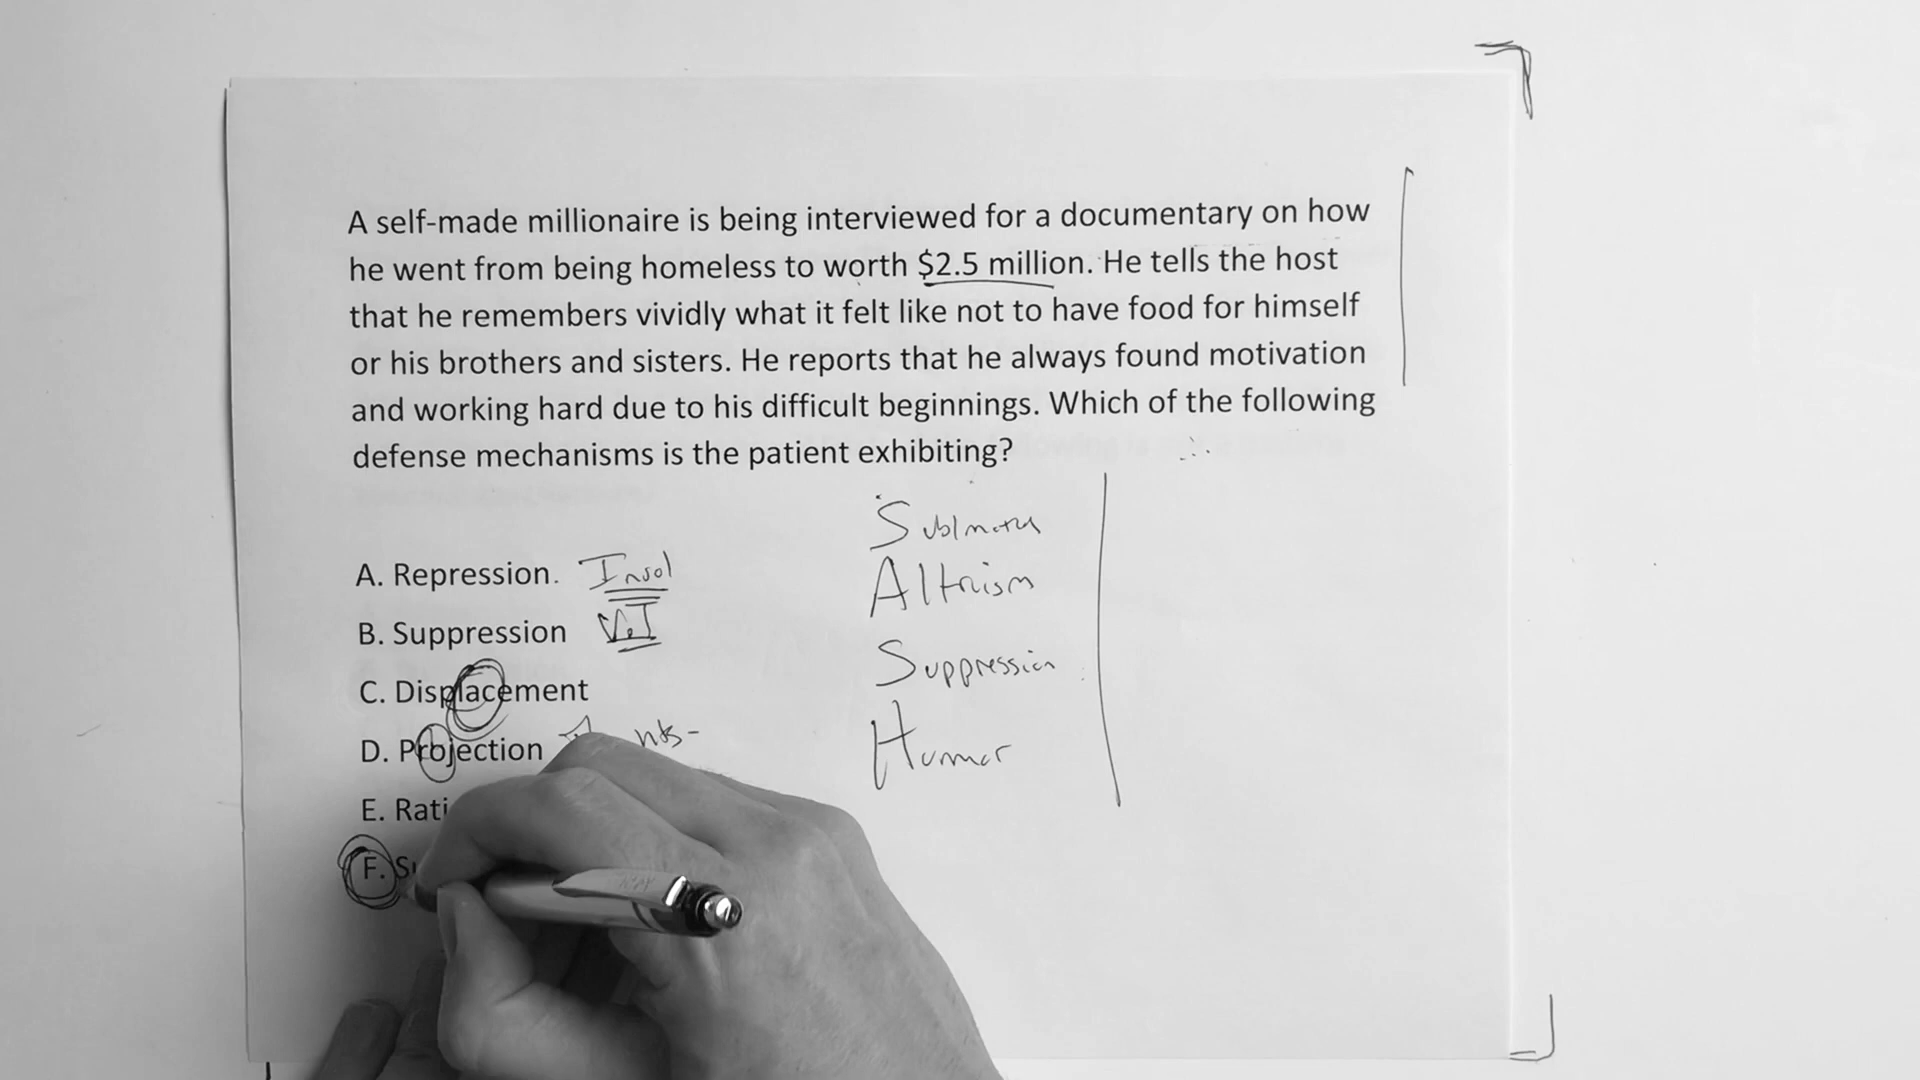 A self-made millionaire is being interviewed for a documentary on how
he went from being homeless to worth $2.5 million. He tells the host
that he remembers vividly what it felt like not to have food for himself
or his brothers and sisters. He reports that he always found motivation
and working hard due to his difficult beginnings. Which of the following
defense mechanisms is the patient exhibiting?
A. Repression. Invol
B. Suppression Vol
C. Displacement
D. Probjection
E. Rati
F. Su
Altruism
Suppression
Humor